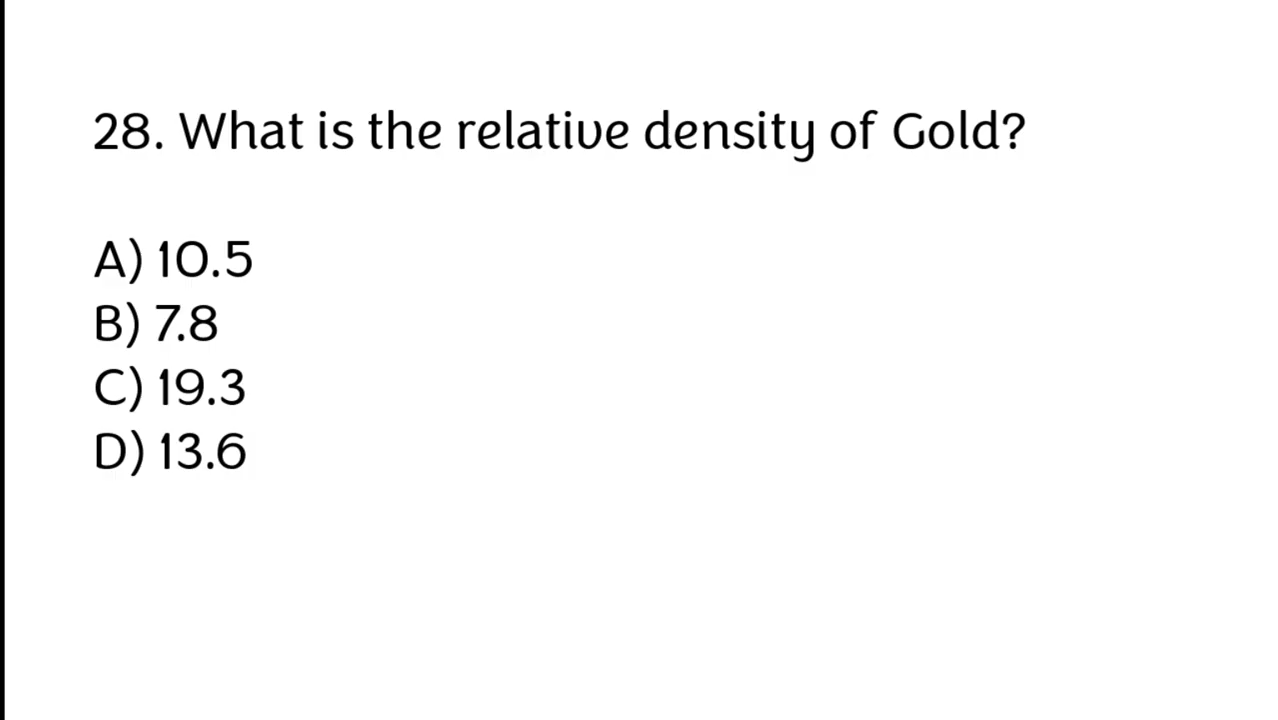 28. What is the relative density of Gold?
A) 10.5
B) 7.8
C) 19.3
D) 13.6